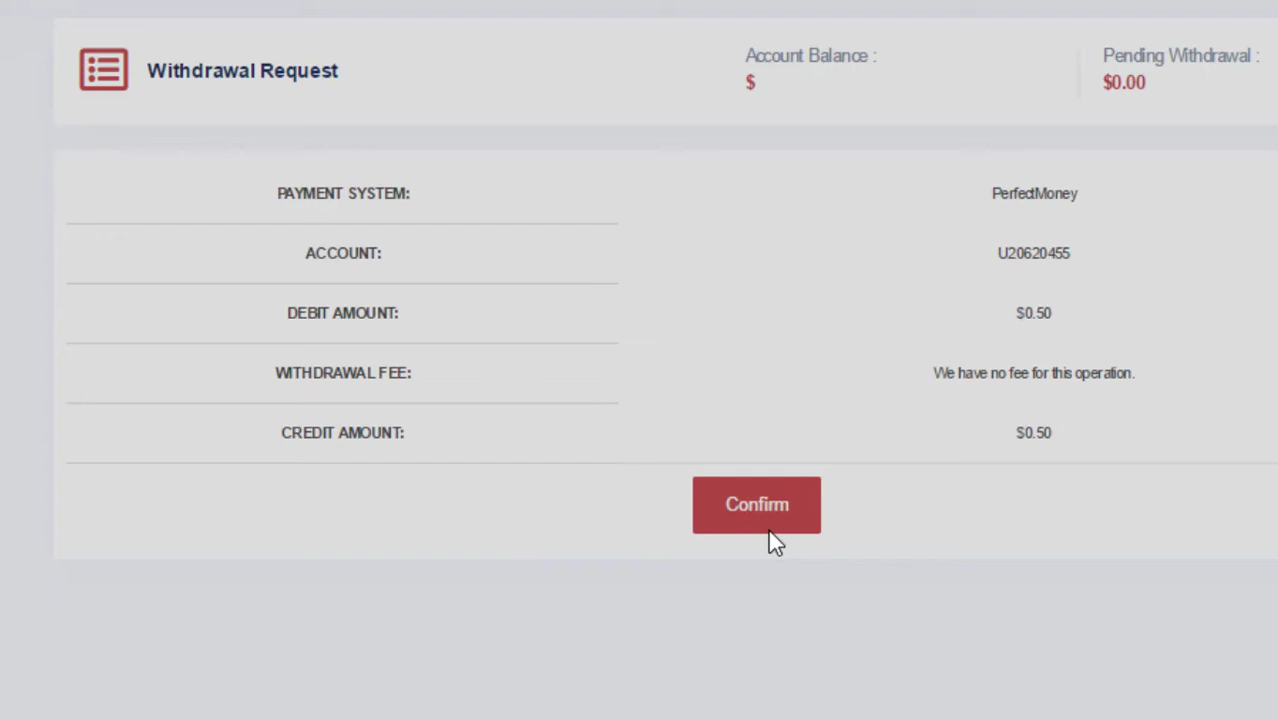 Withdrawal Request
Account Balance :
$
Pending Withdrawal :
$0.00
PAYMENT SYSTEM: PerfectMoney
ACCOUNT: U20620455
DEBIT AMOUNT: $0.50
WITHDRAWAL FEE: We have no fee for this operation.
CREDIT AMOUNT: $0.50
Confirm